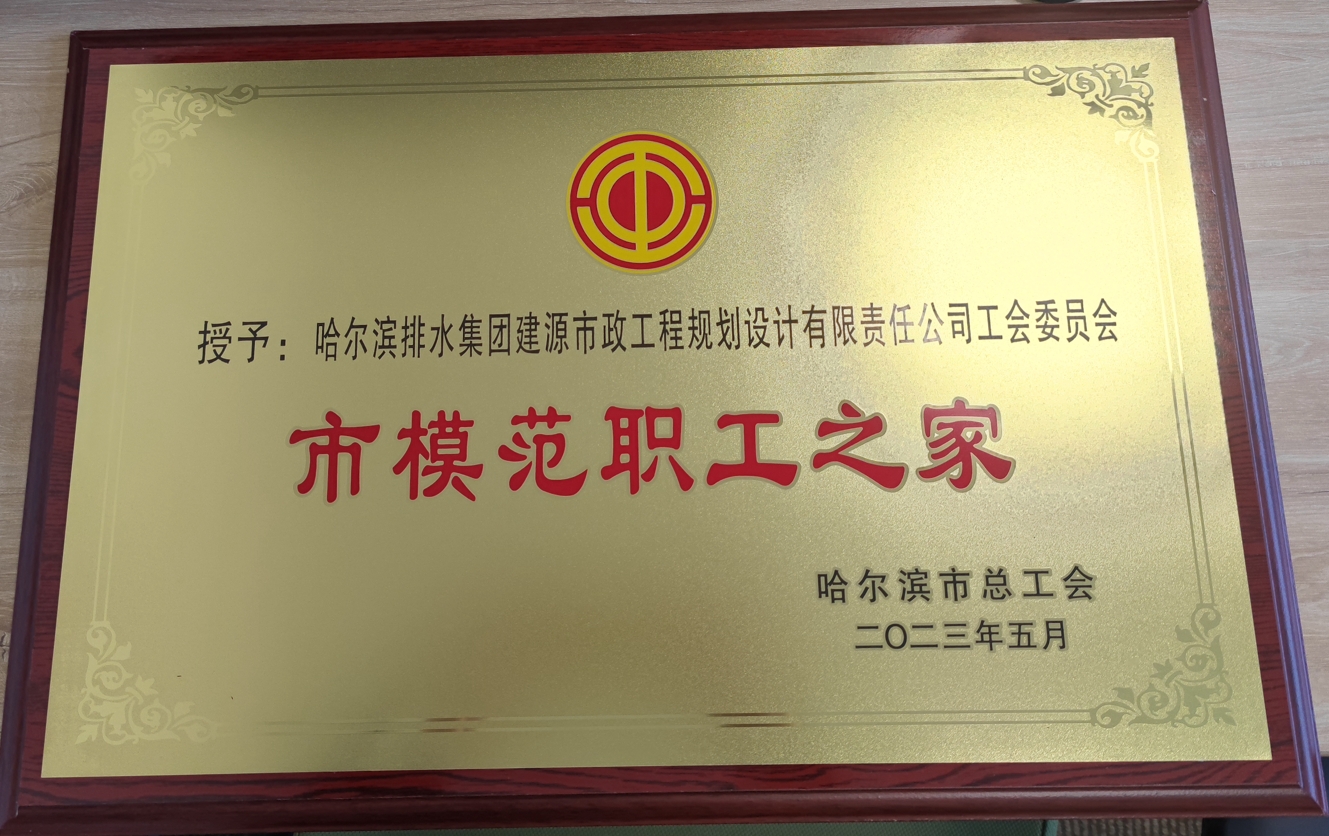 授予：哈尔滨排水集团建源市政工程规划设计有限责任公司工会委员会
市模范职工之家
哈尔滨市总工会
二〇二三年五月